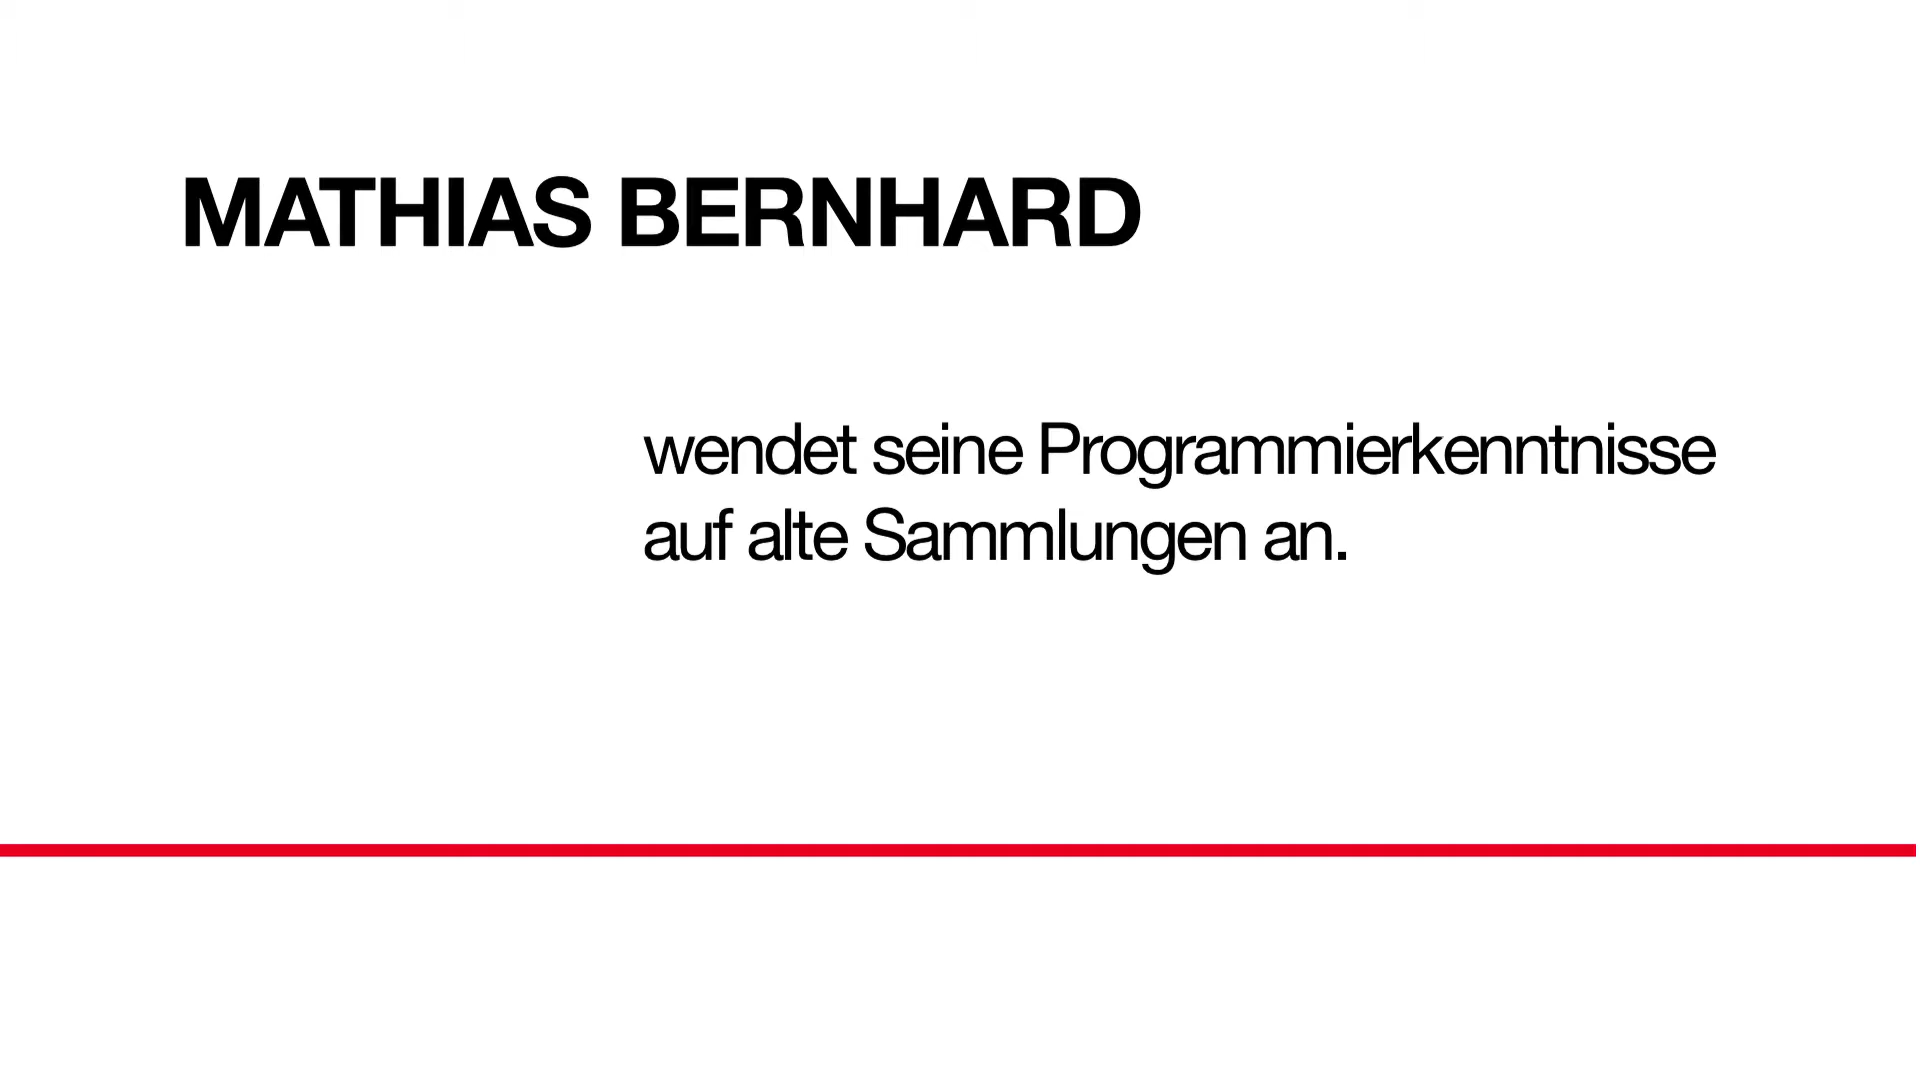 MATHIAS BERNHARD
wendet seine Programmierkenntnisse
auf alte Sammlungen an.